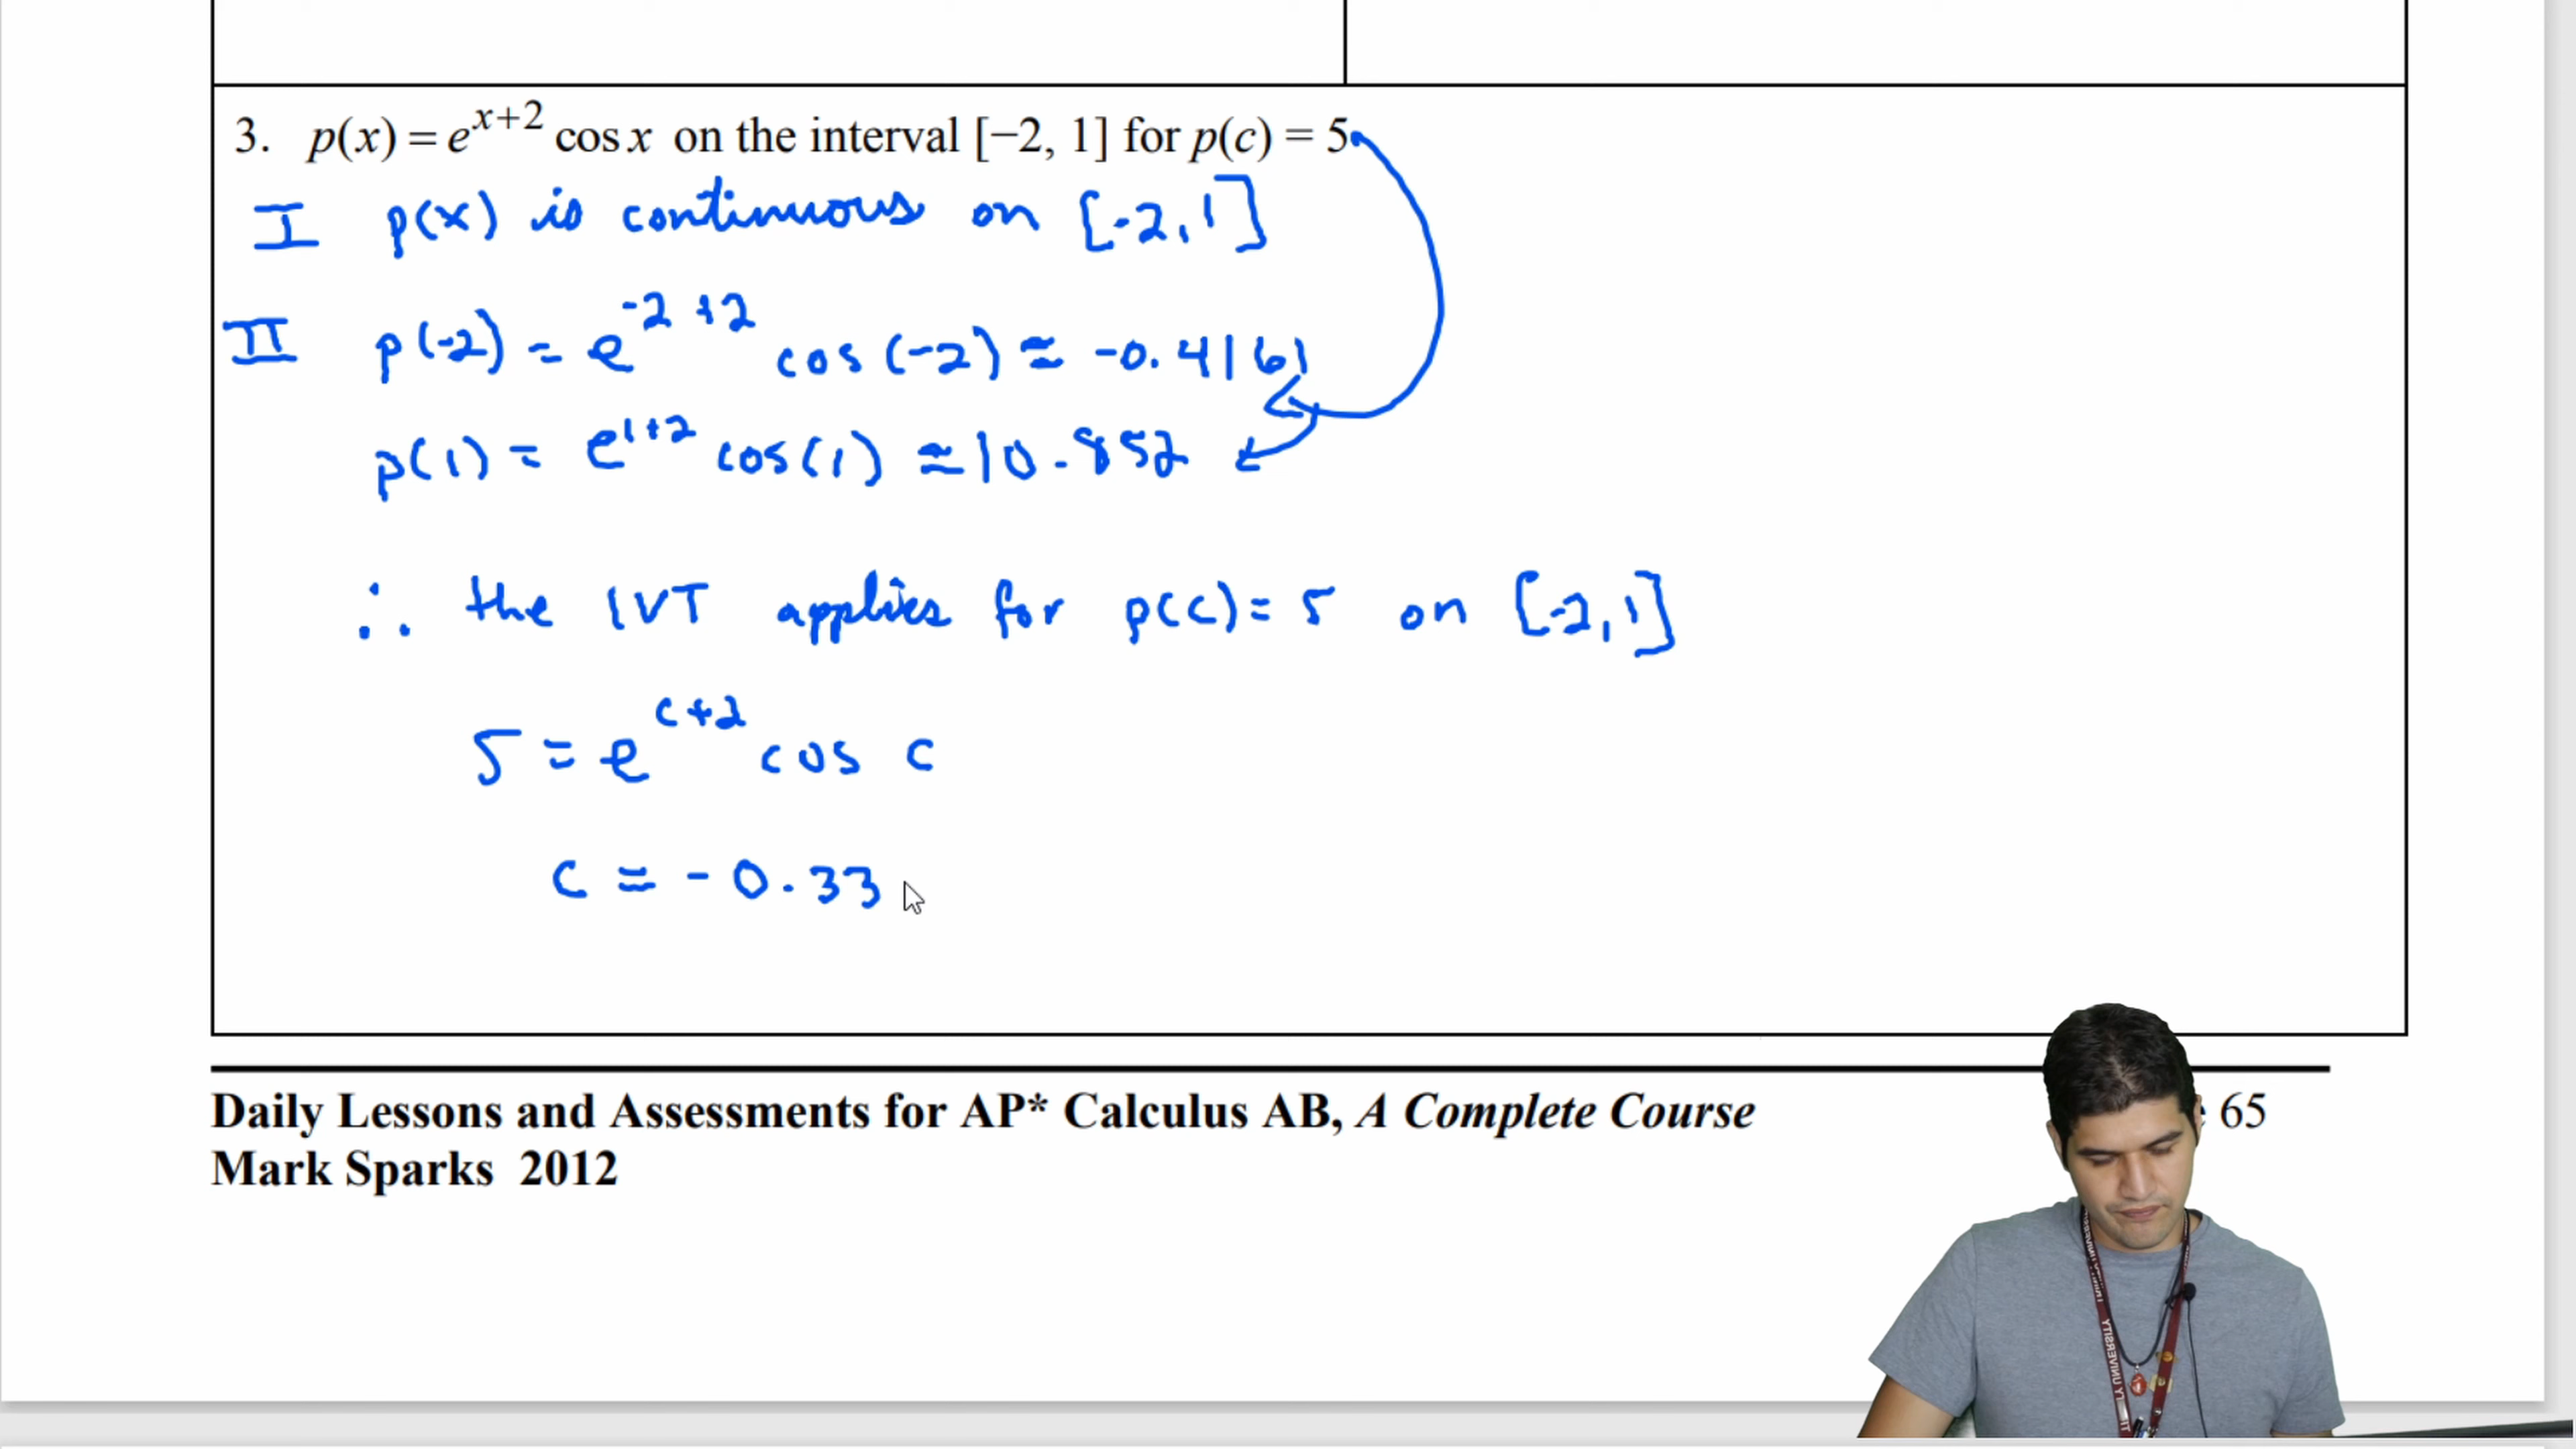 3. p(x) = e^{x+2} cos x on the interval [−2, 1] for p(c) = 5
I p(x) is continuous on [-2,1]
II p(-2) = e^{-2+2} cos(-2) ≈ -0.4161
p(1) = e^{1+2} cos(1) ≈ 10.852
∴ the IVT applies for p(c) = 5 on [-2,1]
5 = e^{c+2} cos c
c = -0.33
Daily Lessons and Assessments for AP* Calculus AB, A Complete Course 65
Mark Sparks 2012
UNIVERSITY